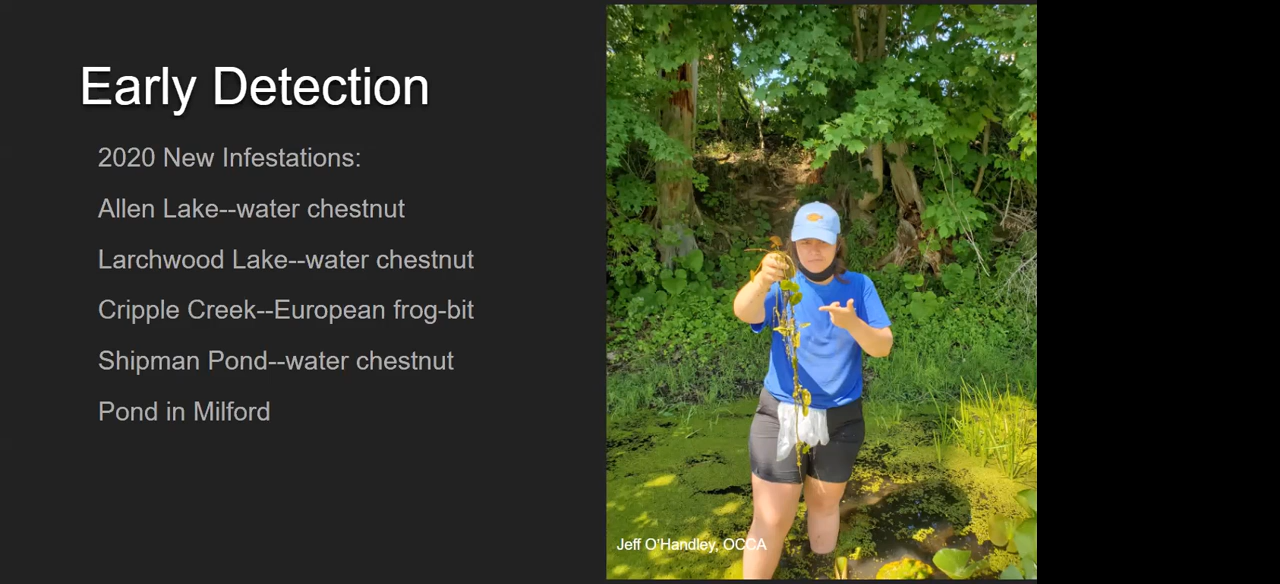 Early Detection
2020 New Infestations:
Allen Lake--water chestnut
Larchwood Lake--water chestnut
Cripple Creek--European frog-bit
Shipman Pond--water chestnut
Pond in Milford
Jeff O'Handley, OCCA